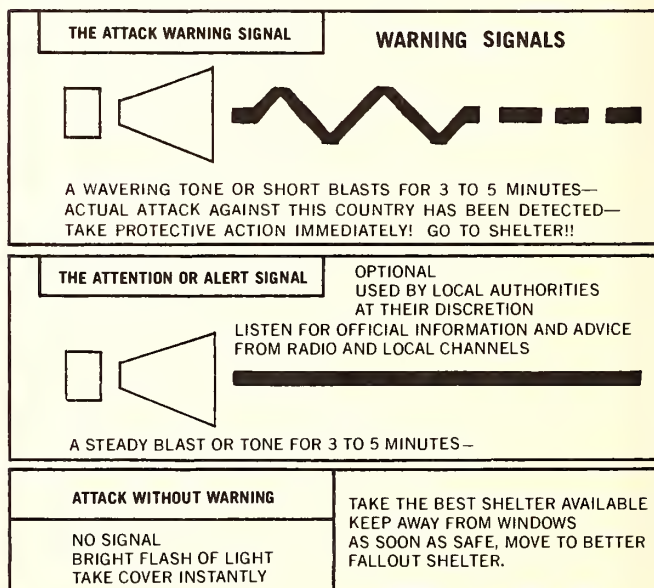 THE ATTACK WARNING SIGNAL
WARNING SIGNALS
A WAVERING TONE OR SHORT BLASTS FOR 3 TO 5 MINUTES—
ACTUAL ATTACK AGAINST THIS COUNTRY HAS BEEN DETECTED—
TAKE PROTECTIVE ACTION IMMEDIATELY! GO TO SHELTER!!
THE ATTENTION OR ALERT SIGNAL
OPTIONAL
USED BY LOCAL AUTHORITIES
AT THEIR DISCRETION
LISTEN FOR OFFICIAL INFORMATION AND ADVICE
FROM RADIO AND LOCAL CHANNELS
A STEADY BLAST OR TONE FOR 3 TO 5 MINUTES—
ATTACK WITHOUT WARNING
NO SIGNAL
BRIGHT FLASH OF LIGHT
TAKE COVER INSTANTLY
TAKE THE BEST SHELTER AVAILABLE
KEEP AWAY FROM WINDOWS
AS SOON AS SAFE, MOVE TO BETTER
FALLOUT SHELTER.